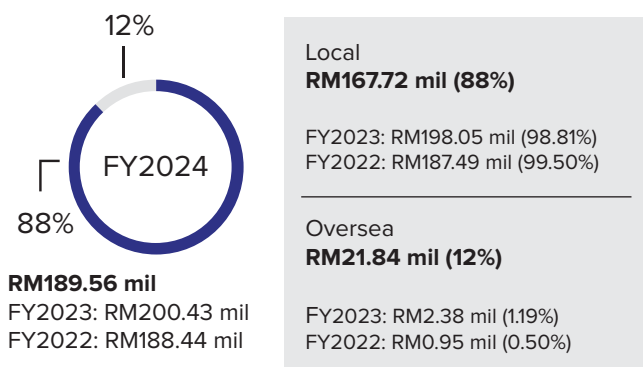 12%
FY2024
88%
RM189.56 mil
FY2023: RM200.43 mil
FY2022: RM188.44 mil
Local
RM167.72 mil (88%)
FY2023: RM198.05 mil (98.81%)
FY2022: RM187.49 mil (99.50%)
Oversea
RM21.84 mil (12%)
FY2023: RM2.38 mil (1.19%)
FY2022: RM0.95 mil (0.50%)